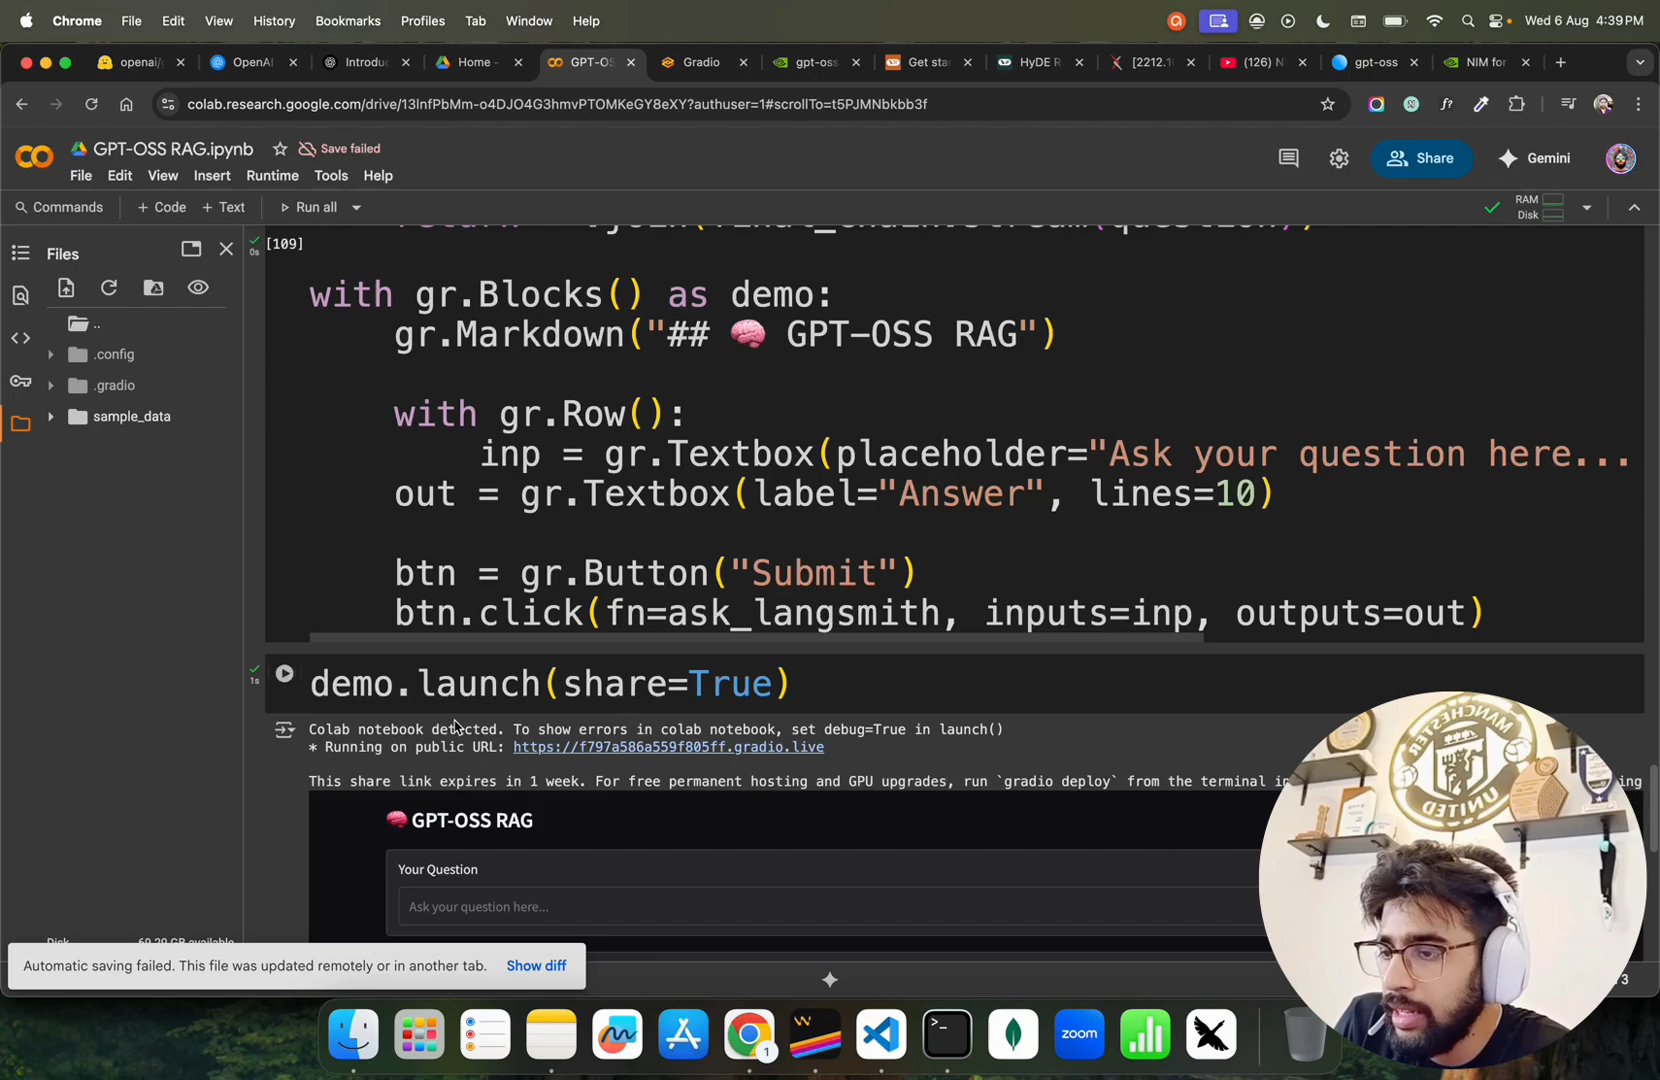 Chrome File Edit View History Bookmarks Profiles Tab Window Help Wed 6 Aug 4:39 PM
openai/ OpenAI Introduc Home - GPT-OS Gradio gpt-oss Get star HyDE R [2212.1 (126) N gpt-oss NIM for
colab.research.google.com/drive/13lnfPbMm-o4DJO4G3hmvPTOMKeGY8eXY?authuser=1#scrollTo=t5PJMNbkbb3f
GPT-OSS RAG.ipynb Save failed
Share Gemini
File Edit View Insert Runtime Tools Help
Commands + Code + Text Run all RAM
Disk
Files
..
.config
.gradio
sample_data
[109]
0s
with gr.Blocks() as demo:
gr.Markdown("## 🧠 GPT-OSS RAG")
with gr.Row():
inp = gr.Textbox(placeholder="Ask your question here...
out = gr.Textbox(label="Answer", lines=10)
btn = gr.Button("Submit")
btn.click(fn=ask_langsmith, inputs=inp, outputs=out)
1s
demo.launch(share=True)
Colab notebook detected. To show errors in colab notebook, set debug=True in launch()
* Running on public URL: https://f797a586a559f805ff.gradio.live
This share link expires in 1 week. For free permanent hosting and GPU upgrades, run `gradio deploy` from the terminal in
🧠 GPT-OSS RAG
Your Question
Ask your question here...
Automatic saving failed. This file was updated remotely or in another tab. Show diff
MANCHESTER
UNITED
zoom
1